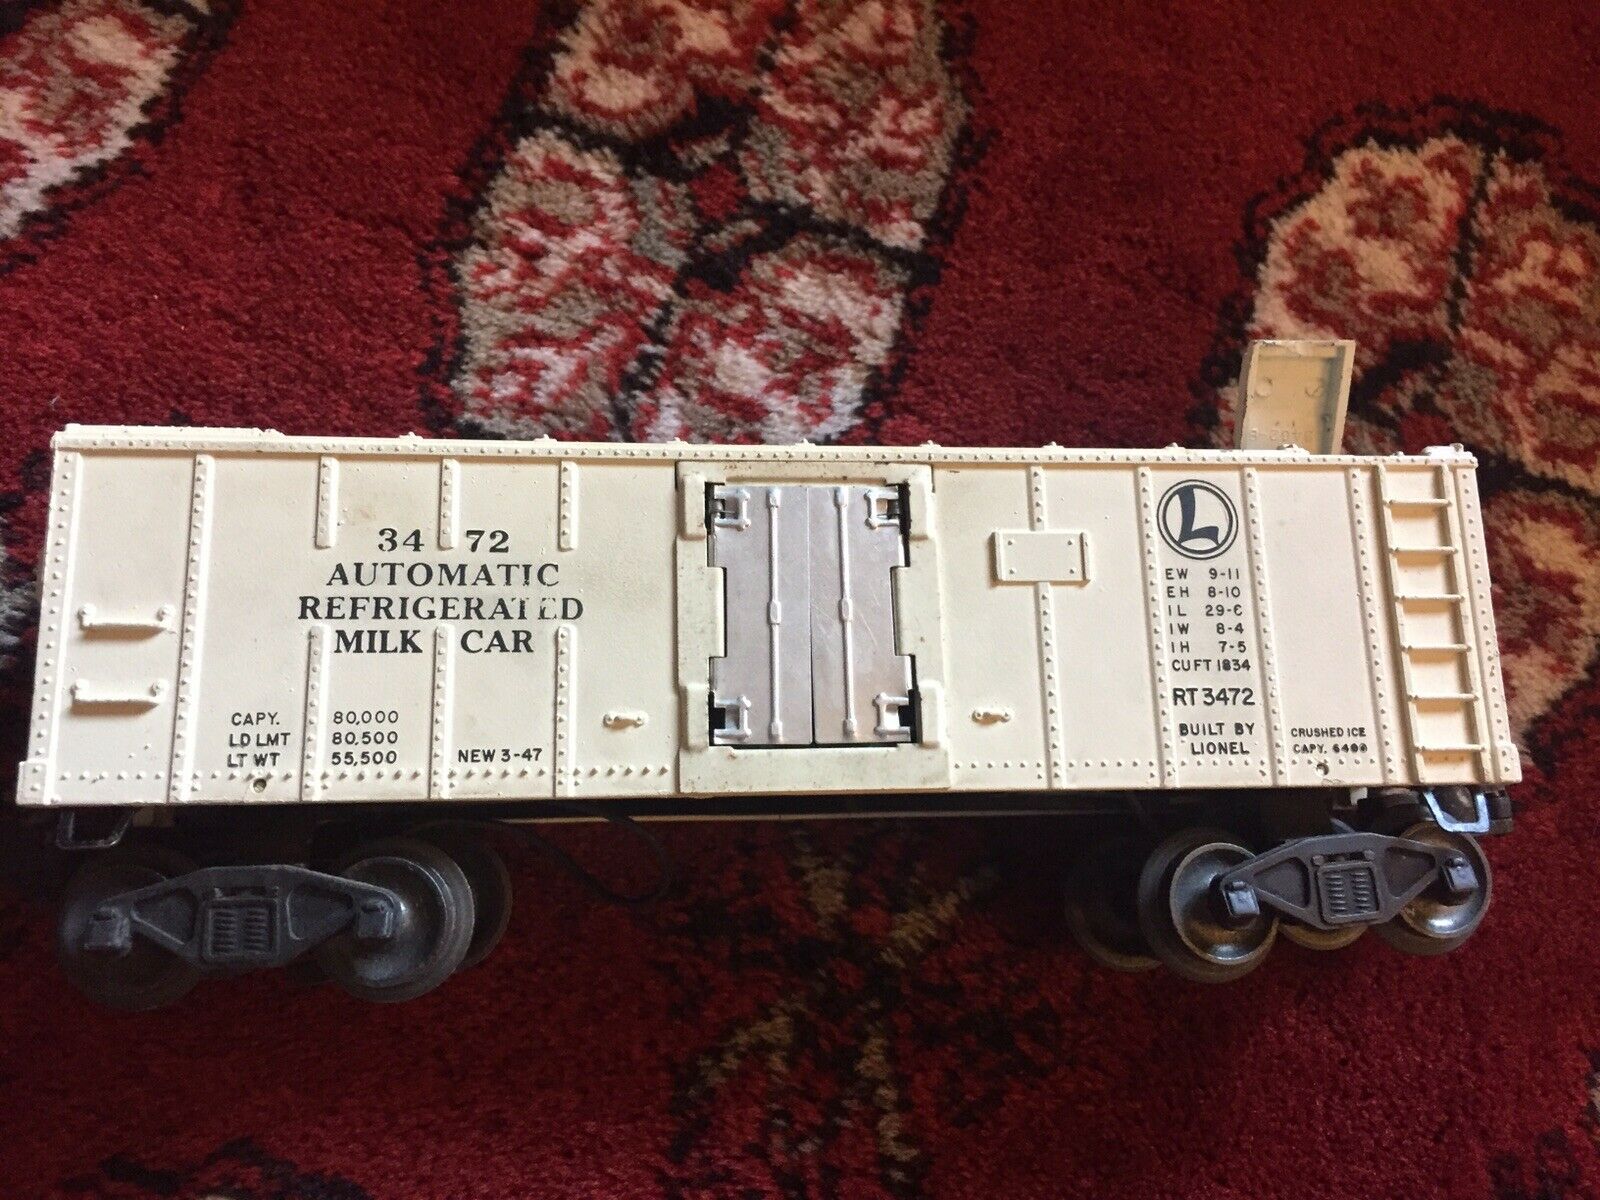 34 72
AUTOMATIC
REFRIGERATED
MILK CAR
CAPY. 80,000
LD LMT 80,500
LT WT 55,500
NEW 3-47
L
EW 9-11
EH 8-10
IL 29-6
IW 8-4
IH 7-5
CU FT 1834
RT 3472
BUILT BY
LIONEL
CRUSHED ICE
CAPY. 6400